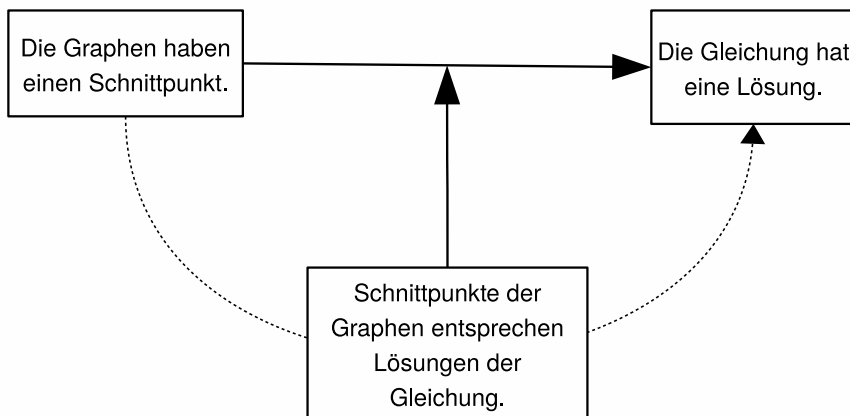 Die Graphen haben
einen Schnittpunkt.
Die Gleichung hat
eine Lösung.
Schnittpunkte der
Graphen entsprechen
Lösungen der
Gleichung.